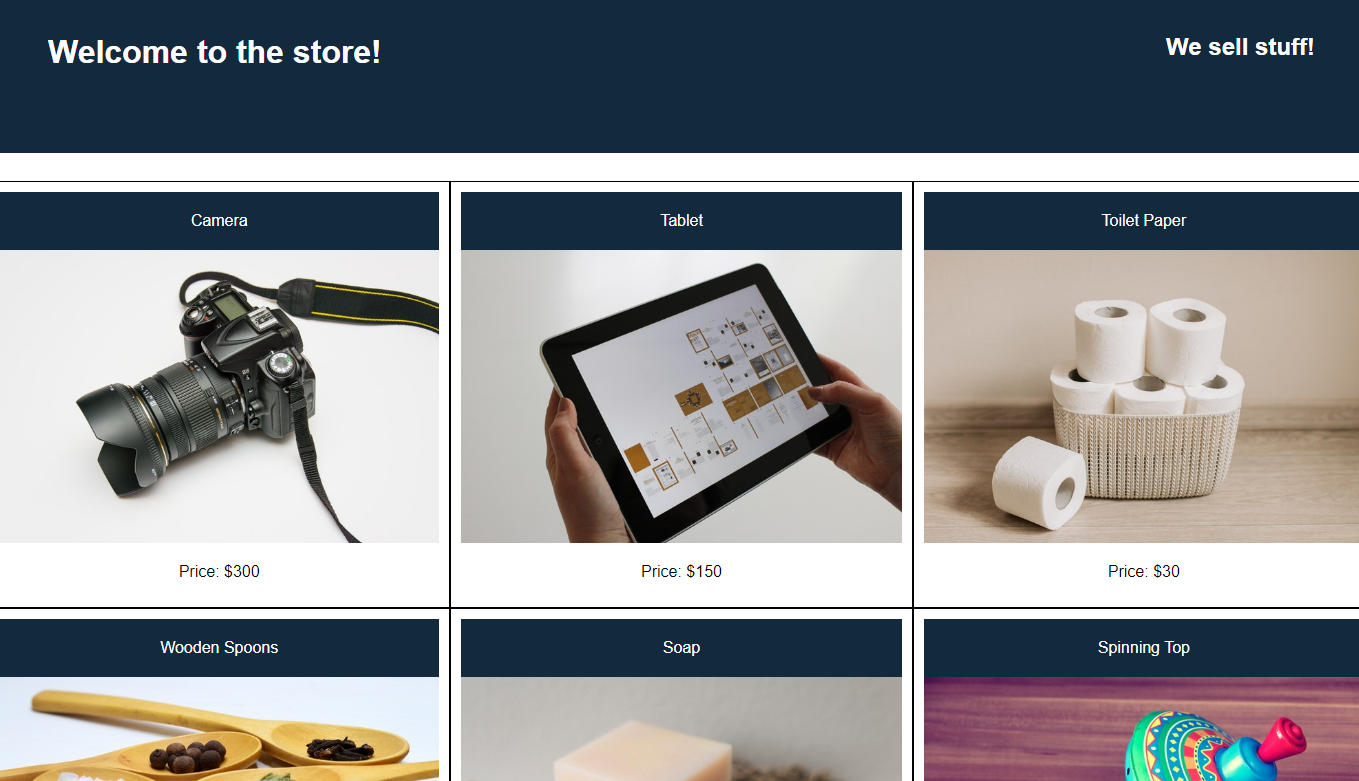 Welcome to the store!
We sell stuff!
Camera
Tablet
Toilet Paper
Price: $300
Price: $150
Price: $30
Wooden Spoons
Soap
Spinning Top